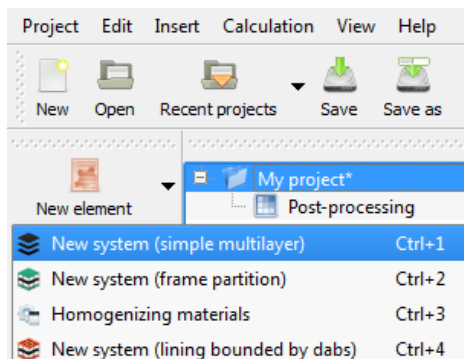 Project Edit Insert Calculation View Help
New Open Recent projects Save Save as
New element
My project*
Post-processing
New system (simple multilayer) Ctrl+1
New system (frame partition) Ctrl+2
Homogenizing materials Ctrl+3
New system (lining bounded by dabs) Ctrl+4